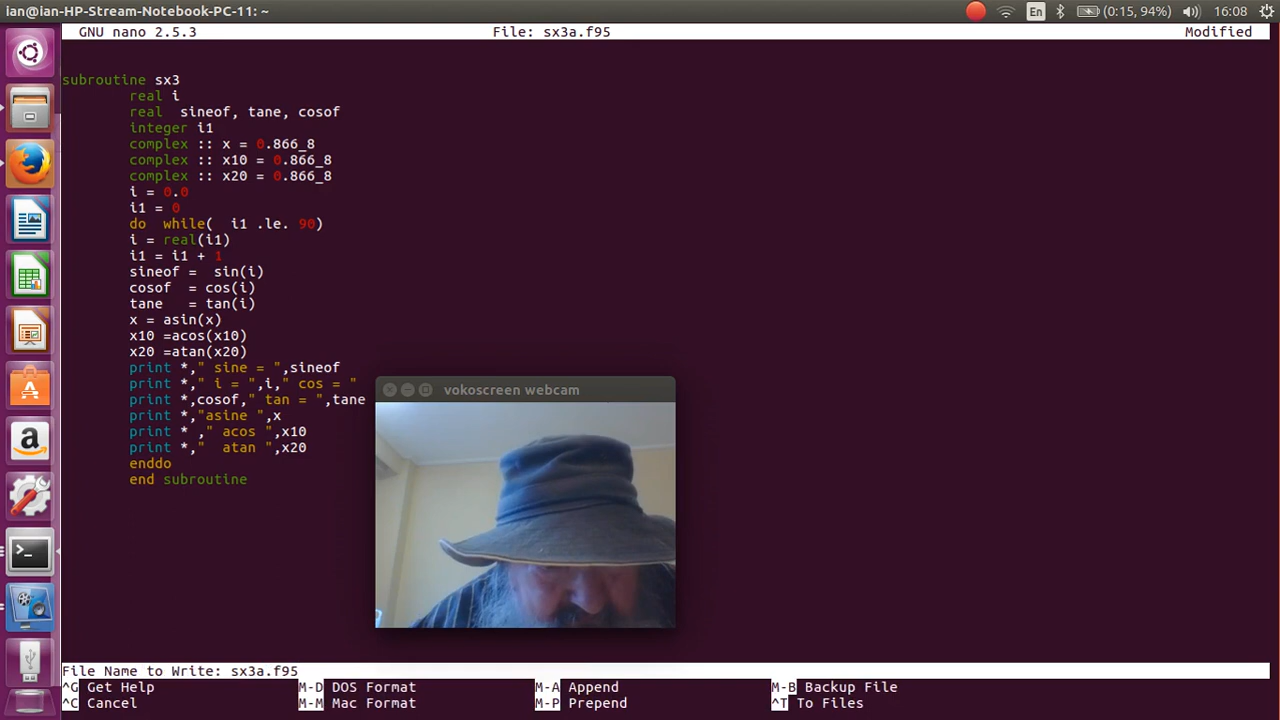 ian@ian-HP-Stream-Notebook-PC-11: ~
En (0:15, 94%) 16:08
GNU nano 2.5.3 File: sx3a.f95 Modified
subroutine sx3
real i
real  sineof, tane, cosof
integer i1
complex :: x = 0.866_8
complex :: x10 = 0.866_8
complex :: x20 = 0.866_8
i = 0.0
i1 = 0
do  while(  i1 .le. 90)
i = real(i1)
i1 = i1 + 1
sineof =  sin(i)
cosof  = cos(i)
tane   = tan(i)
x = asin(x)
x10 =acos(x10)
x20 =atan(x20)
print *," sine = ",sineof
print *," i = ",i," cos = "
print *,cosof," tan = ",tane
print *,"asine ",x
print * ," acos ",x10
print *,"  atan ",x20
enddo
end subroutine
vokoscreen webcam
File Name to Write: sx3a.f95
^G Get Help M-D DOS Format M-A Append M-B Backup File
^C Cancel M-M Mac Format M-P Prepend ^T To Files